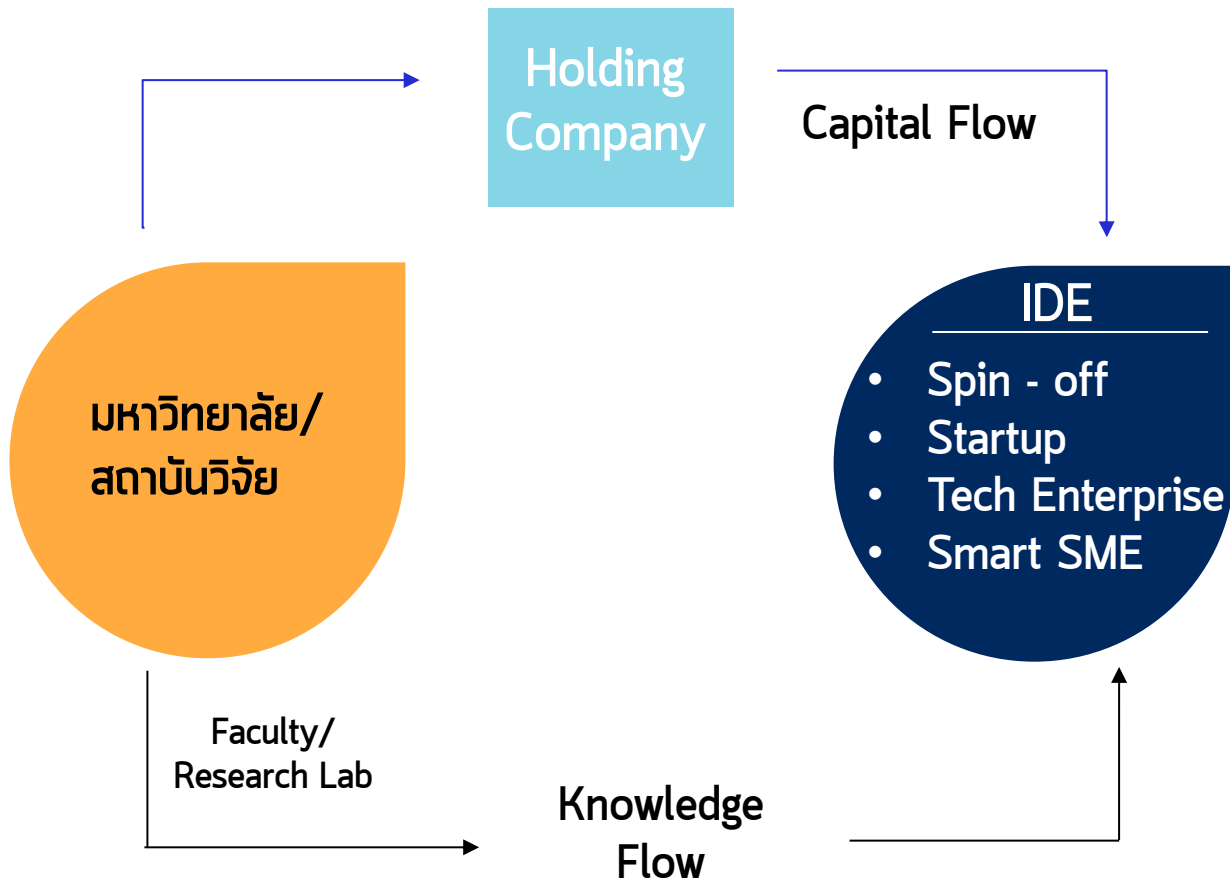 Holding
Company
Capital Flow
มหาวิทยาลัย/
สถาบันวิจัย
IDE
• Spin - off
• Startup
• Tech Enterprise
• Smart SME
Faculty/
Research Lab
Knowledge
Flow